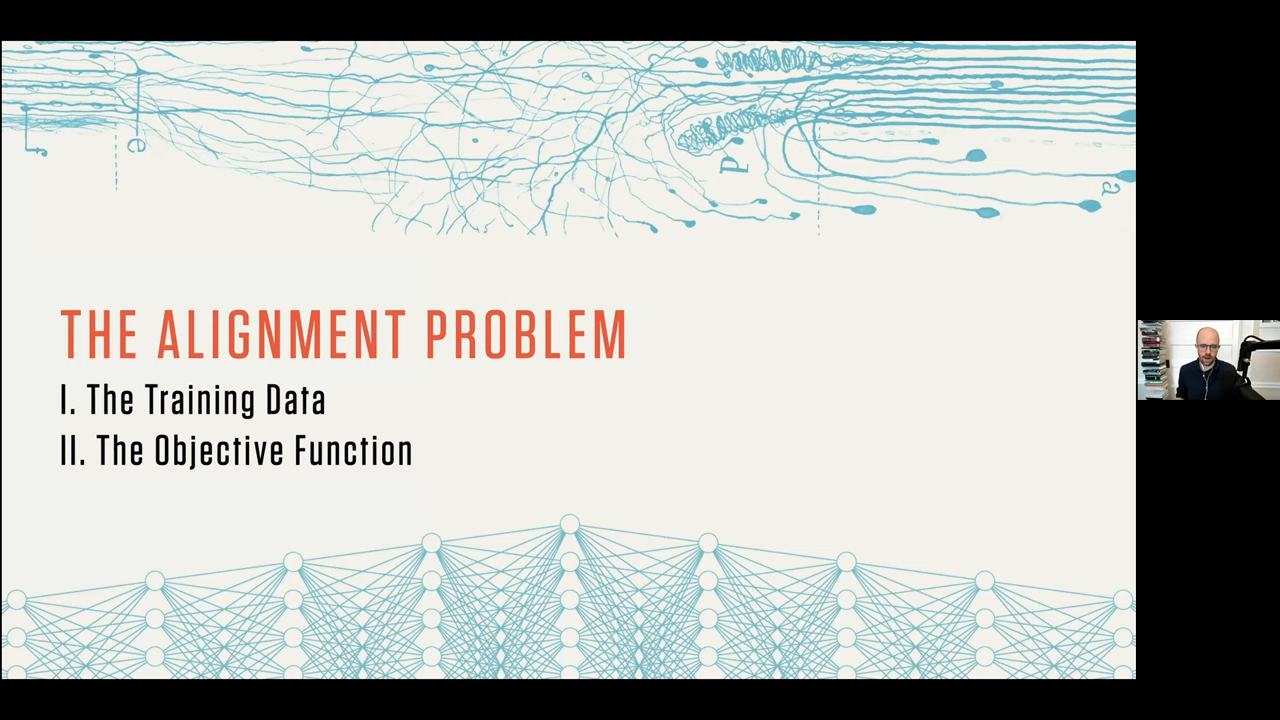 f
e
P
a
THE ALIGNMENT PROBLEM
I. The Training Data
II. The Objective Function